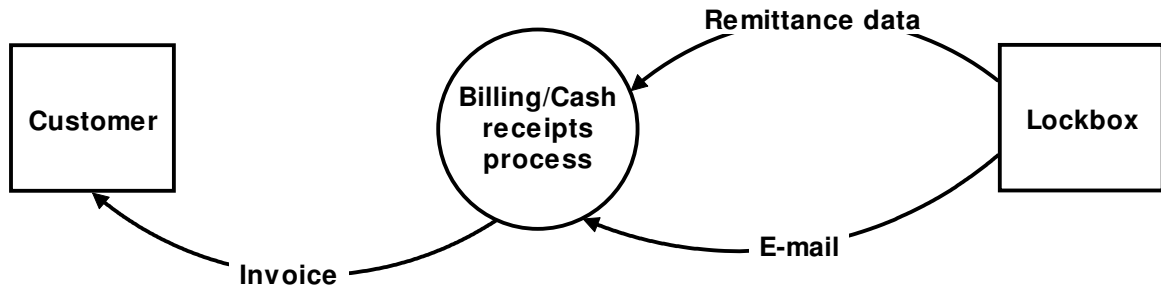 Remittance data
Customer
Billing/Cash
receipts
process
Lockbox
E-mail
Invoice